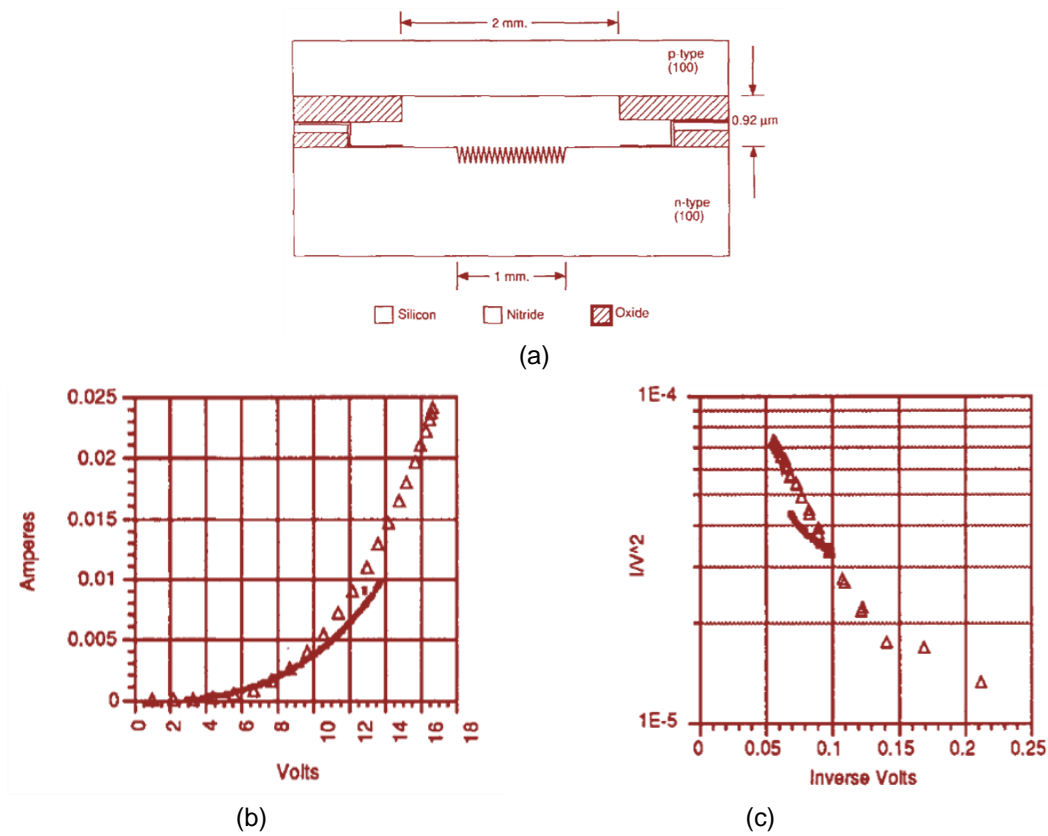 2 mm.
p-type
(100)
0.92 μm
n-type
(100)
1 mm.
Silicon Nitride Oxide
(a)
0.025
0.02
0.015
0.01
0.005
0
Amperes
0 2 4 6 8 10 12 14 16 18
Volts
(b)
1E-4
1E-5
I/V^2
0 0.05 0.1 0.15 0.2 0.25
Inverse Volts
(c)